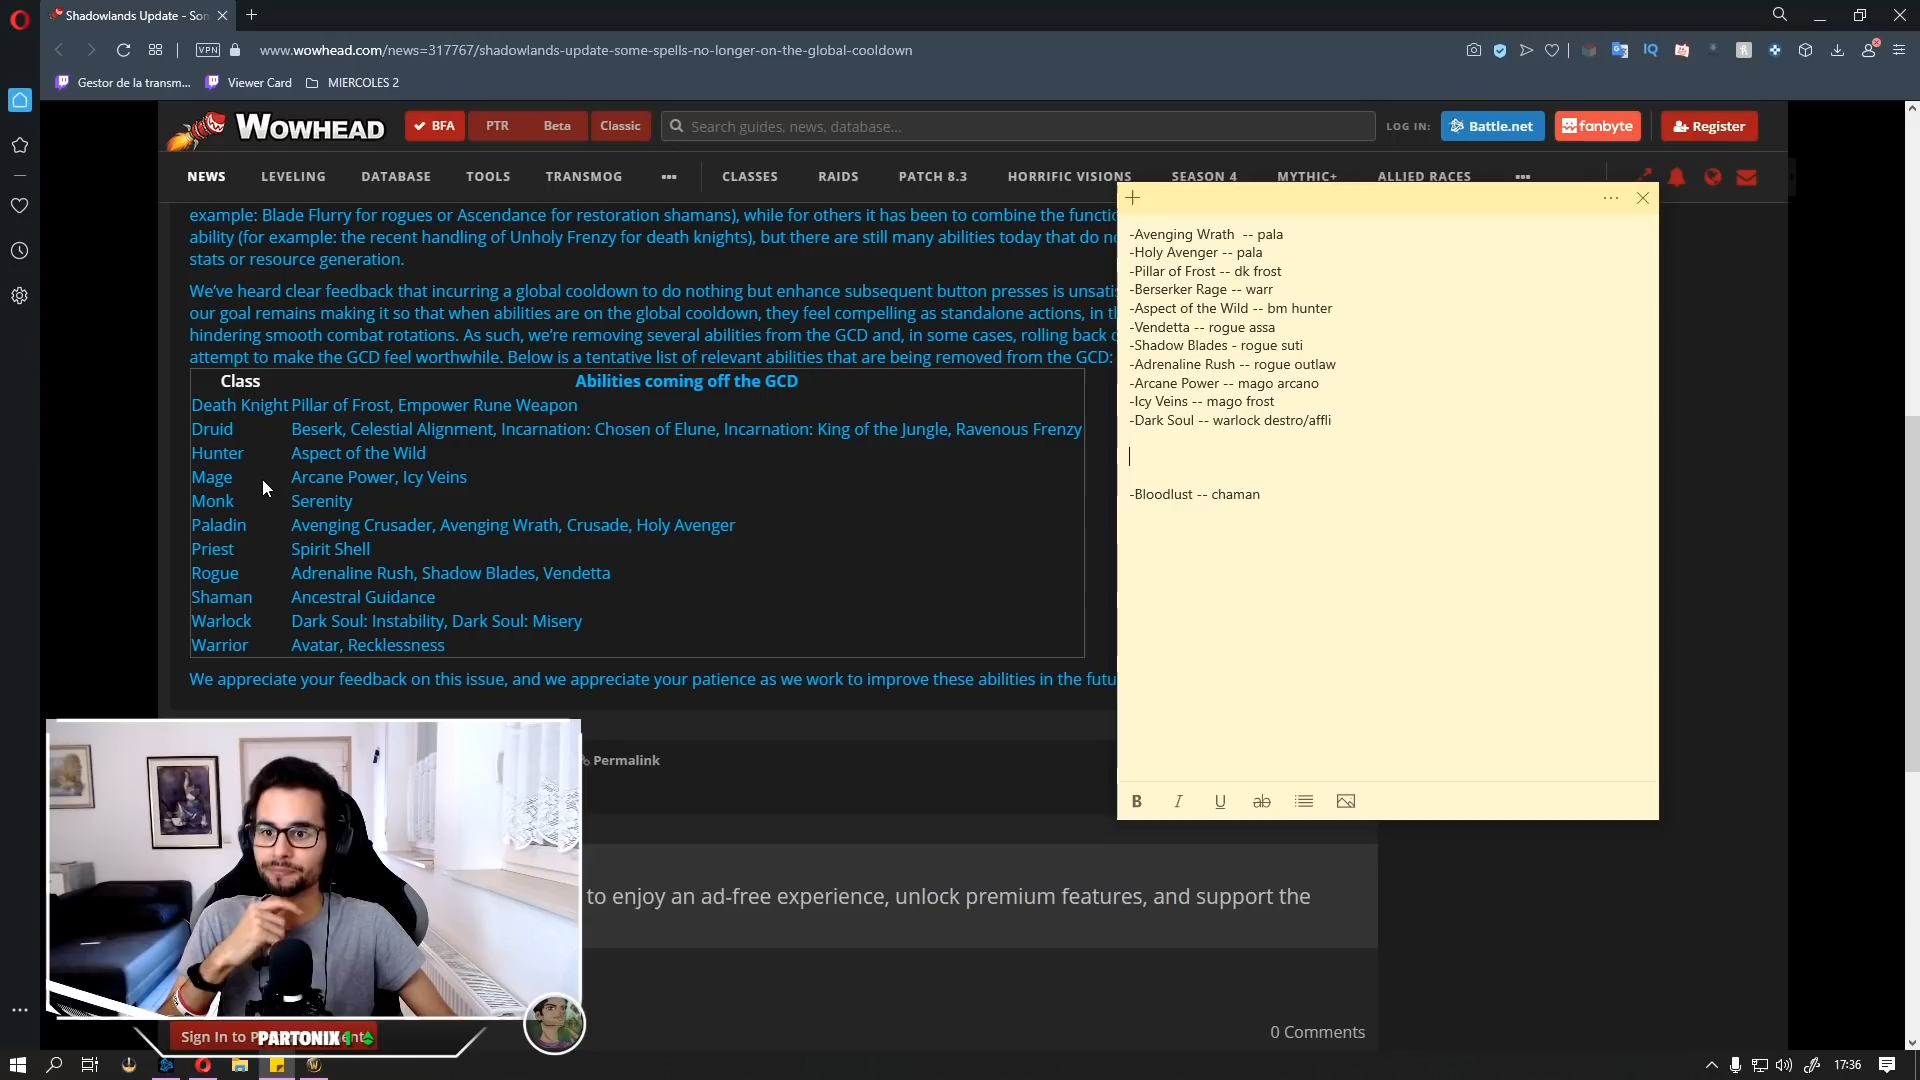 Shadowlands Update - Son
VPN
www.wowhead.com/news=317767/shadowlands-update-some-spells-no-longer-on-the-global-cooldown
IQ
Gestor de la transm...
Viewer Card
MIERCOLES 2
WOWHEAD
BFA
PTR
Beta
Classic
Search guides, news, database...
LOG IN:
Battle.net
fanbyte
Register
NEWS
LEVELING
DATABASE
TOOLS
TRANSMOG
CLASSES
RAIDS
PATCH 8.3
HORRIFIC VISIONS
SEASON 4
MYTHIC+
ALLIED RACES
example: Blade Flurry for rogues or Ascendance for restoration shamans), while for others it has been to combine the functio
ability (for example: the recent handling of Unholy Frenzy for death knights), but there are still many abilities today that do no
stats or resource generation.
We've heard clear feedback that incurring a global cooldown to do nothing but enhance subsequent button presses is unsatis
our goal remains making it so that when abilities are on the global cooldown, they feel compelling as standalone actions, in th
hindering smooth combat rotations. As such, we're removing several abilities from the GCD and, in some cases, rolling back o
attempt to make the GCD feel worthwhile. Below is a tentative list of relevant abilities that are being removed from the GCD:
Class Abilities coming off the GCD
Death Knight Pillar of Frost, Empower Rune Weapon
Druid Beserk, Celestial Alignment, Incarnation: Chosen of Elune, Incarnation: King of the Jungle, Ravenous Frenzy
Hunter Aspect of the Wild
Mage Arcane Power, Icy Veins
Monk Serenity
Paladin Avenging Crusader, Avenging Wrath, Crusade, Holy Avenger
Priest Spirit Shell
Rogue Adrenaline Rush, Shadow Blades, Vendetta
Shaman Ancestral Guidance
Warlock Dark Soul: Instability, Dark Soul: Misery
Warrior Avatar, Recklessness
We appreciate your feedback on this issue, and we appreciate your patience as we work to improve these abilities in the futu
-Avenging Wrath -- pala
-Holy Avenger -- pala
-Pillar of Frost -- dk frost
-Berserker Rage -- warr
-Aspect of the Wild -- bm hunter
-Vendetta -- rogue assa
-Shadow Blades - rogue suti
-Adrenaline Rush -- rogue outlaw
-Arcane Power -- mago arcano
-Icy Veins -- mago frost
-Dark Soul -- warlock destro/affli
-Bloodlust -- chaman
B I U ab
Permalink
to enjoy an ad-free experience, unlock premium features, and support the
Sign In to P
PARTONIX
0 Comments
17:36